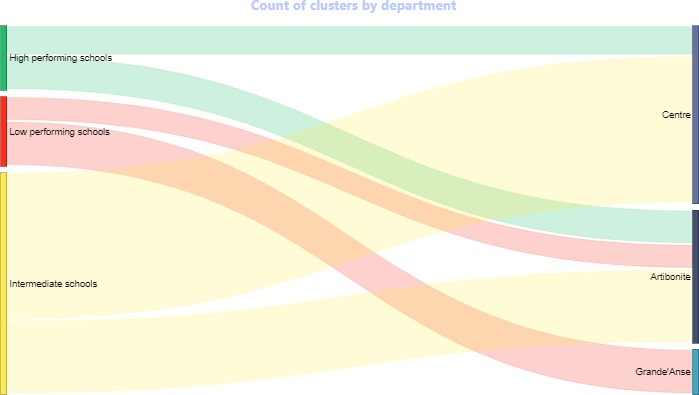 Count of clusters by department
High performing schools
Low performing schools
Intermediate schools
Centre
Artibonite
Grande'Anse